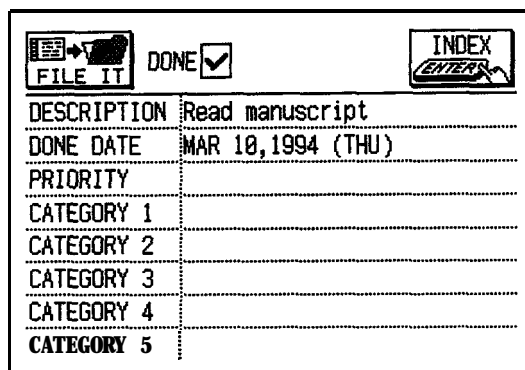 FILE IT DONE INDEX
ENTER
DESCRIPTION Read manuscript
DONE DATE MAR 10,1994 (THU)
PRIORITY
CATEGORY 1
CATEGORY 2
CATEGORY 3
CATEGORY 4
CATEGORY 5